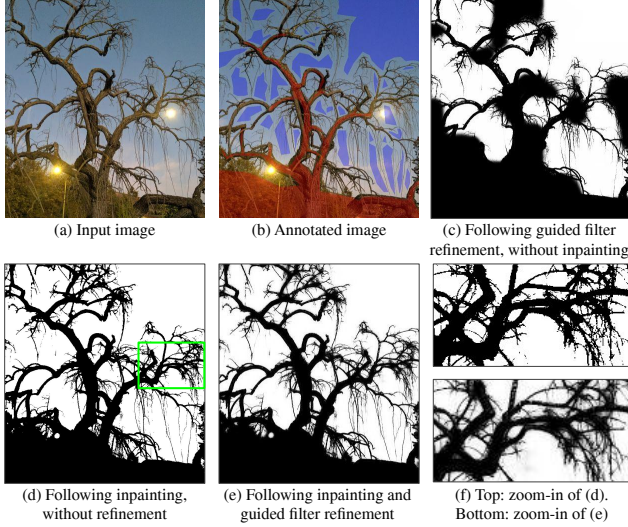 (a) Input image
(b) Annotated image
(c) Following guided filter
refinement, without inpainting
(d) Following inpainting,
without refinement
(e) Following inpainting and
guided filter refinement
(f) Top: zoom-in of (d).
Bottom: zoom-in of (e)